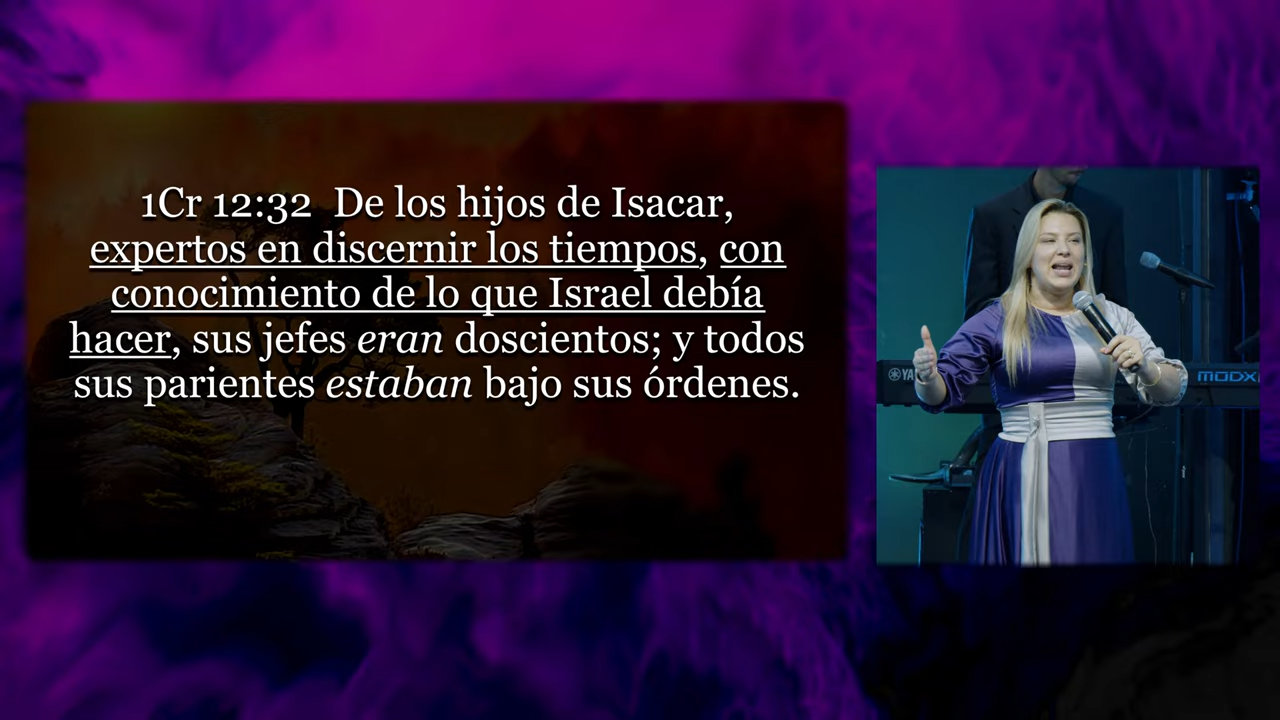 1Cr 12:32 De los hijos de Isacar,
expertos en discernir los tiempos, con
conocimiento de lo que Israel debía
hacer, sus jefes eran doscientos; y todos
sus parientes estaban bajo sus órdenes.
YA
MODX